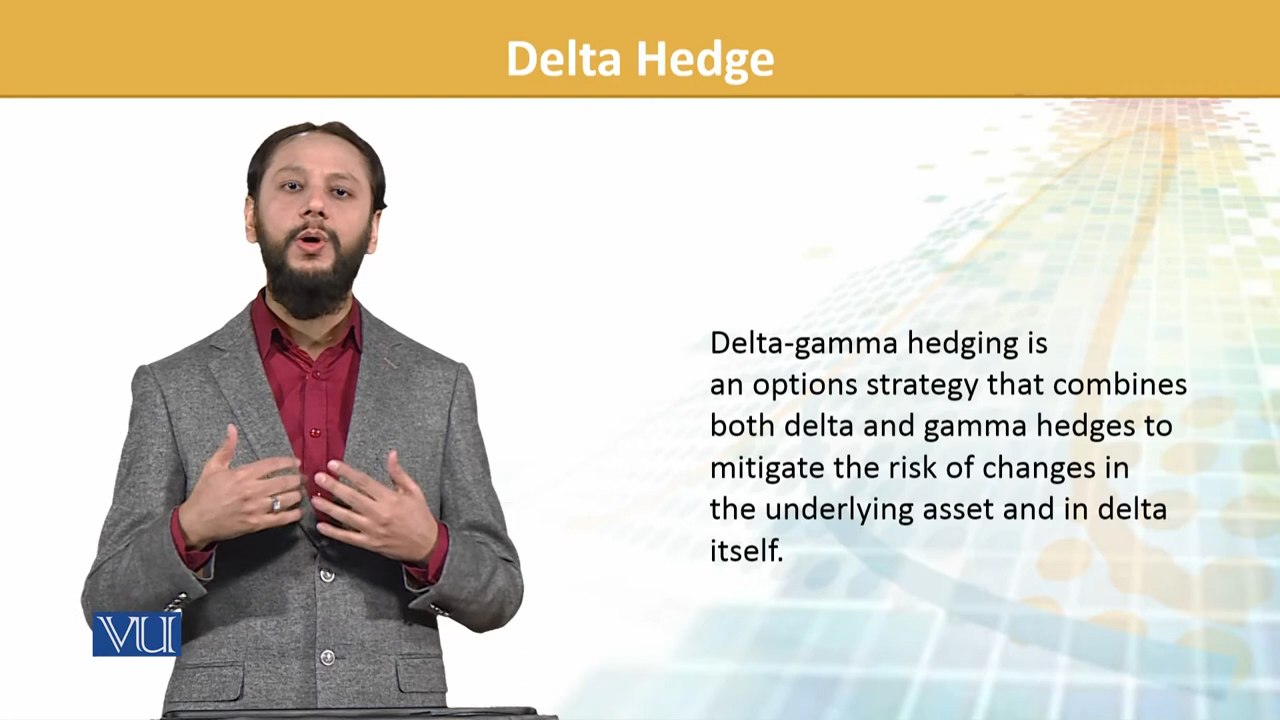 Delta Hedge
Delta-gamma hedging is
an options strategy that combines
both delta and gamma hedges to
mitigate the risk of changes in
the underlying asset and in delta
itself.
VU